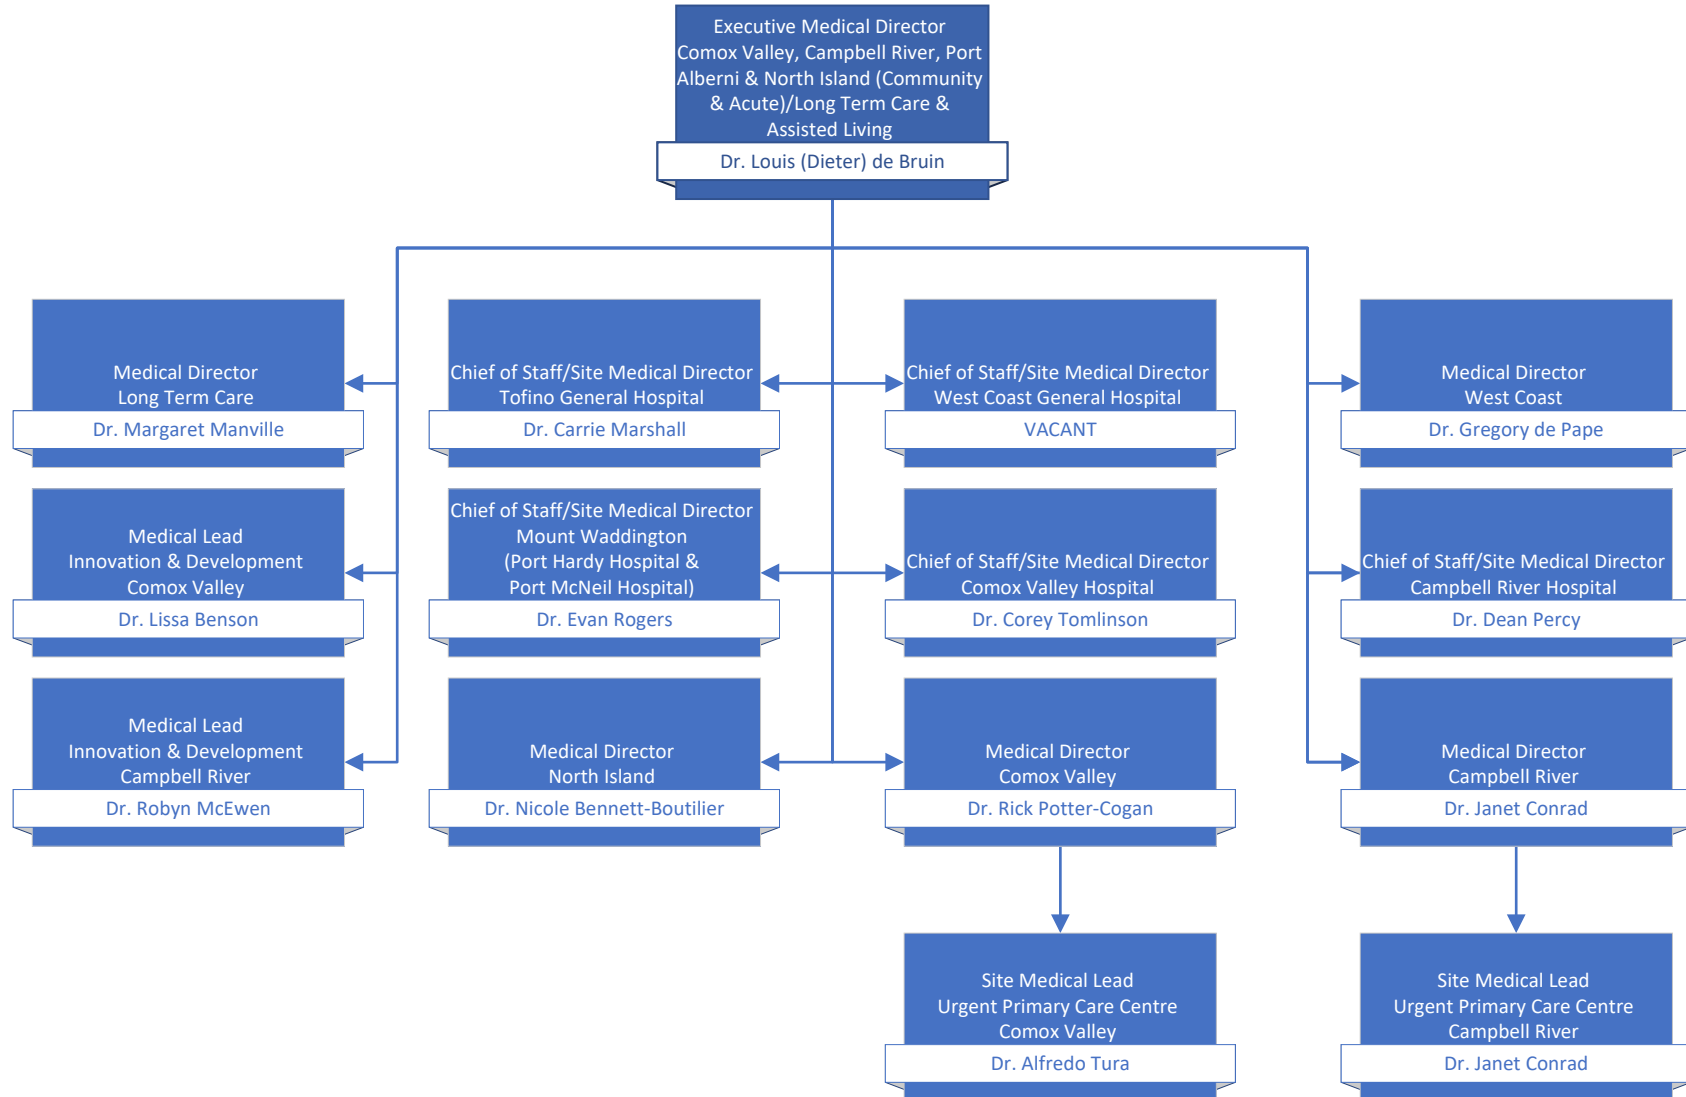 Executive Medical Director
Comox Valley, Campbell River, Port
Alberni & North Island (Community
& Acute)/Long Term Care &
Assisted Living
Dr. Louis (Dieter) de Bruin
Medical Director
Long Term Care
Dr. Margaret Manville
Chief of Staff/Site Medical Director
Tofino General Hospital
Dr. Carrie Marshall
Chief of Staff/Site Medical Director
West Coast General Hospital
VACANT
Medical Director
West Coast
Dr. Gregory de Pape
Medical Lead
Innovation & Development
Comox Valley
Dr. Lissa Benson
Chief of Staff/Site Medical Director
Mount Waddington
(Port Hardy Hospital &
Port McNeil Hospital)
Dr. Evan Rogers
Chief of Staff/Site Medical Director
Comox Valley Hospital
Dr. Corey Tomlinson
Chief of Staff/Site Medical Director
Campbell River Hospital
Dr. Dean Percy
Medical Lead
Innovation & Development
Campbell River
Dr. Robyn McEwen
Medical Director
North Island
Dr. Nicole Bennett-Boutilier
Medical Director
Comox Valley
Dr. Rick Potter-Cogan
Medical Director
Campbell River
Dr. Janet Conrad
Site Medical Lead
Urgent Primary Care Centre
Comox Valley
Dr. Alfredo Tura
Site Medical Lead
Urgent Primary Care Centre
Campbell River
Dr. Janet Conrad